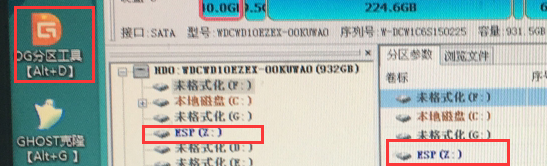 DG分区工具
【Alt+D】
GHOST克隆
【Alt+G 】
0.0G
9.5G
224.6GB
接口:SATA 型号:WDCWD10EZEX-00KUWA0 序列号:W-DCW1C6S150225 容量:931.5GB
HD0:WDCWD10EZEX-00KUWA0(932GB)
未格式化(F:)
本地磁盘(C:)
未格式化(G:)
ESP(Z:)
未格式化(D:)
未格式化(E:)
分区参数 浏览文件
卷标
未格式化(F:)
本地磁盘(C:)
未格式化(G:)
ESP(Z:)